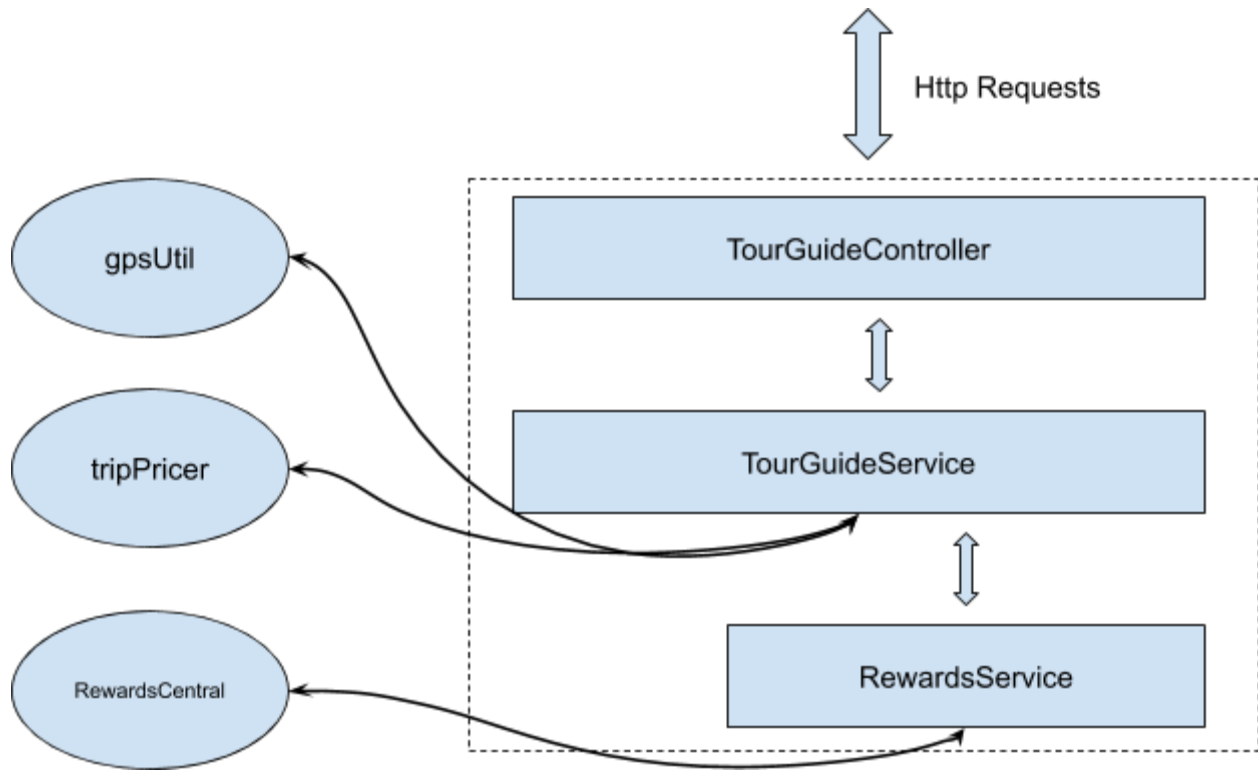 Http Requests
gpsUtil
TourGuideController
tripPricer
TourGuideService
RewardsCentral
RewardsService